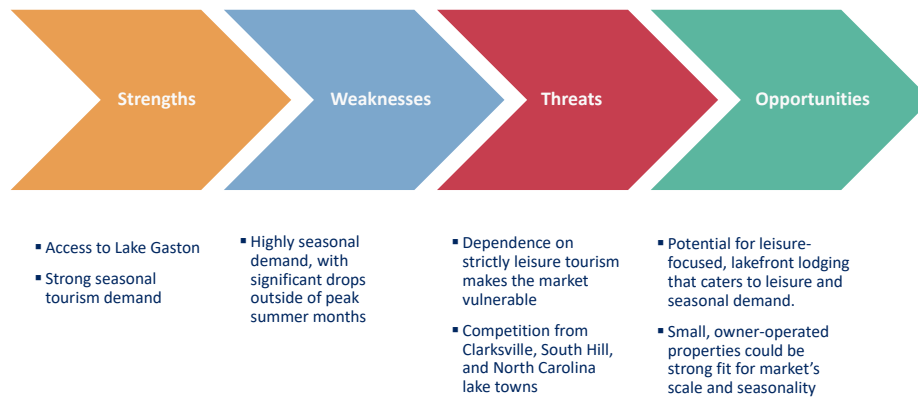 Strengths
Weaknesses
Threats
Opportunities
▪ Access to Lake Gaston
▪ Strong seasonal
tourism demand
▪ Highly seasonal
demand, with
significant drops
outside of peak
summer months
▪ Dependence on
strictly leisure tourism
makes the market
vulnerable
▪ Competition from
Clarksville, South Hill,
and North Carolina
lake towns
▪ Potential for leisure-
focused, lakefront lodging
that caters to leisure and
seasonal demand.
▪ Small, owner-operated
properties could be
strong fit for market's
scale and seasonality